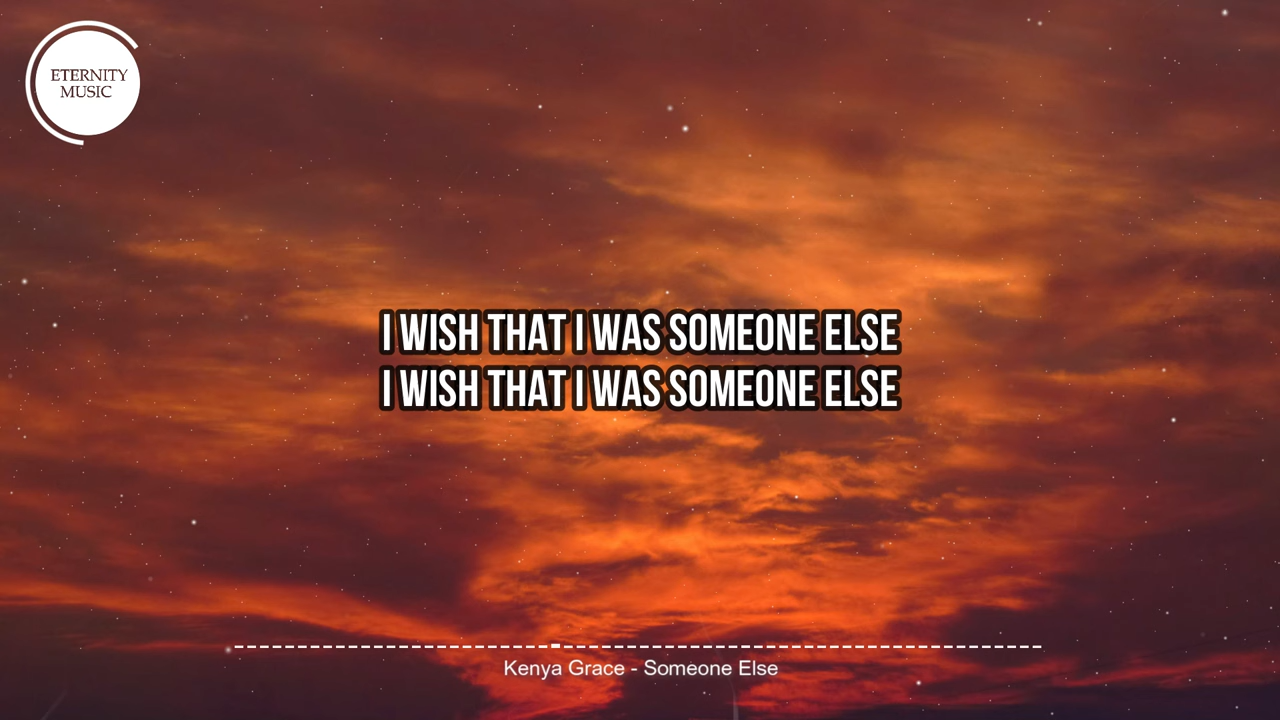 ETERNITY
MUSIC
I WISH THAT I WAS SOMEONE ELSE
I WISH THAT I WAS SOMEONE ELSE
Kenya Grace - Someone Else